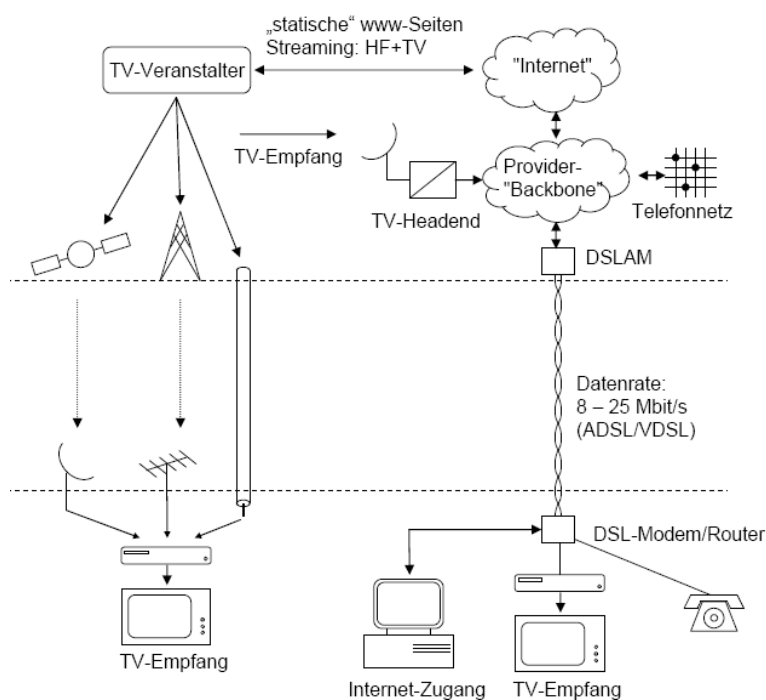 „statische“ www-Seiten
Streaming: HF+TV
TV-Veranstalter
"Internet"
TV-Empfang
Provider-
"Backbone"
TV-Headend
Telefonnetz
DSLAM
Datenrate:
8 – 25 Mbit/s
(ADSL/VDSL)
DSL-Modem/Router
TV-Empfang
Internet-Zugang
TV-Empfang